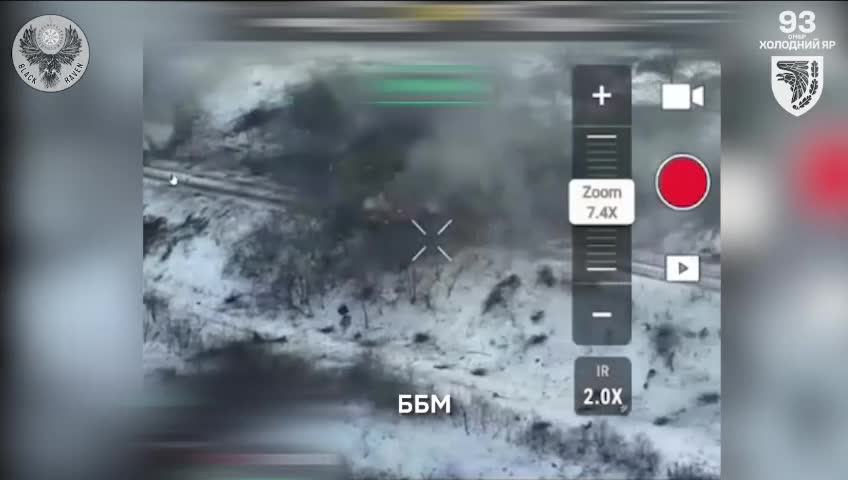 BLACK RAVEN
93
ОМБР
ХОЛОДНИЙ ЯР
+
Zoom
7.4X
−
IR
2.0X
ББМ